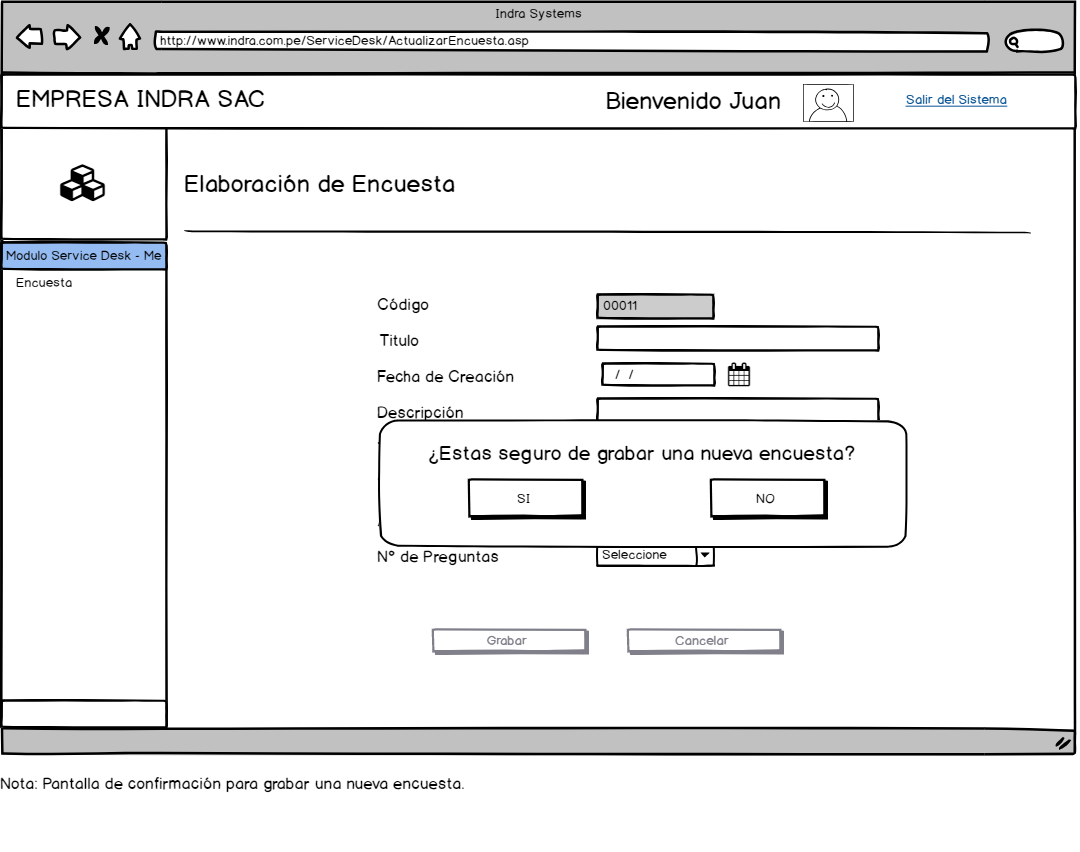 Indra Systems
http://www.indra.com.pe/ServiceDesk/ActualizarEncuesta.asp
EMPRESA INDRA SAC
Bienvenido Juan
Salir del Sistema
Elaboración de Encuesta
Modulo Service Desk - Me
Encuesta
Código
00011
Titulo
Fecha de Creación
/ /
Descripción
¿Estas seguro de grabar una nueva encuesta?
SI
NO
N° de Preguntas
Seleccione
Grabar
Cancelar
Nota: Pantalla de confirmación para grabar una nueva encuesta.